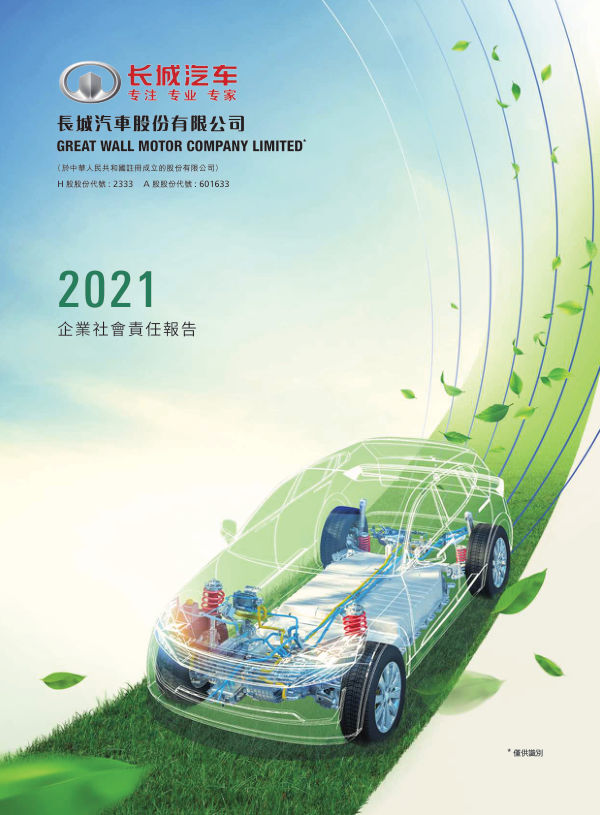 长城汽车
专注 专业 专家
長城汽車股份有限公司
GREAT WALL MOTOR COMPANY LIMITED*
（於中華人民共和國註冊成立的股份有限公司）
H 股股份代號 : 2333 A 股股份代號 : 601633
2021
企業社會責任報告
* 僅供識別